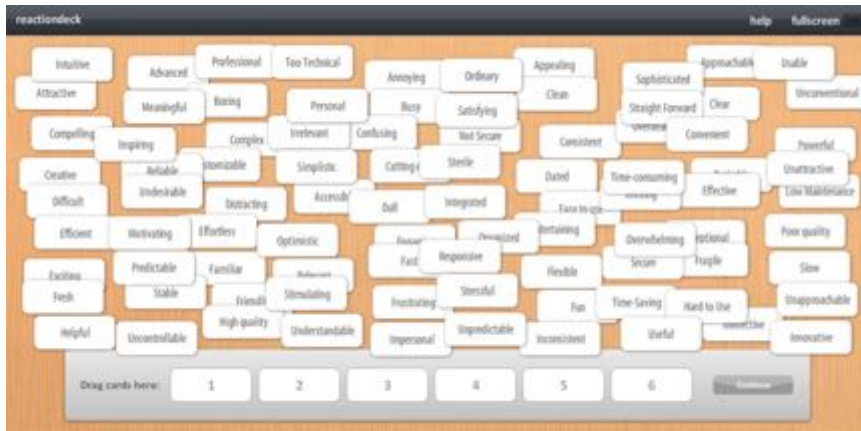 reactiondeck help fullscreen
Intuitive
Advanced
Professional
Too Technical
Annoying
Ordinary
Appealing
Sophisticated
Approachable
Usable
Attractive
Meaningful
Boring
Personal
Busy
Satisfying
Clean
Straight Forward
Clear
Unconventional
Compelling
Inspiring
Complex
Irrelevant
Confusing
Not Secure
Consistent
Convenient
Powerful
Creative
Reliable
Simplistic
Sterile
Dated
Time-consuming
Unattractive
Difficult
Undesirable
Distracting
Dull
Integrated
Easy to use
Effective
Low Maintenance
Efficient
Motivating
Effortless
Optimistic
Organized
Overwhelming
Poor quality
Exciting
Predictable
Familiar
Fast
Responsive
Flexible
Secure
Fragile
Slow
Fresh
Stable
Stimulating
Frustrating
Stressful
Fun
Time-Saving
Hard to Use
Unapproachable
Helpful
Uncontrollable
High quality
Understandable
Impersonal
Unpredictable
Inconsistent
Useful
Innovative
Drag cards here: 1 2 3 4 5 6 Continue